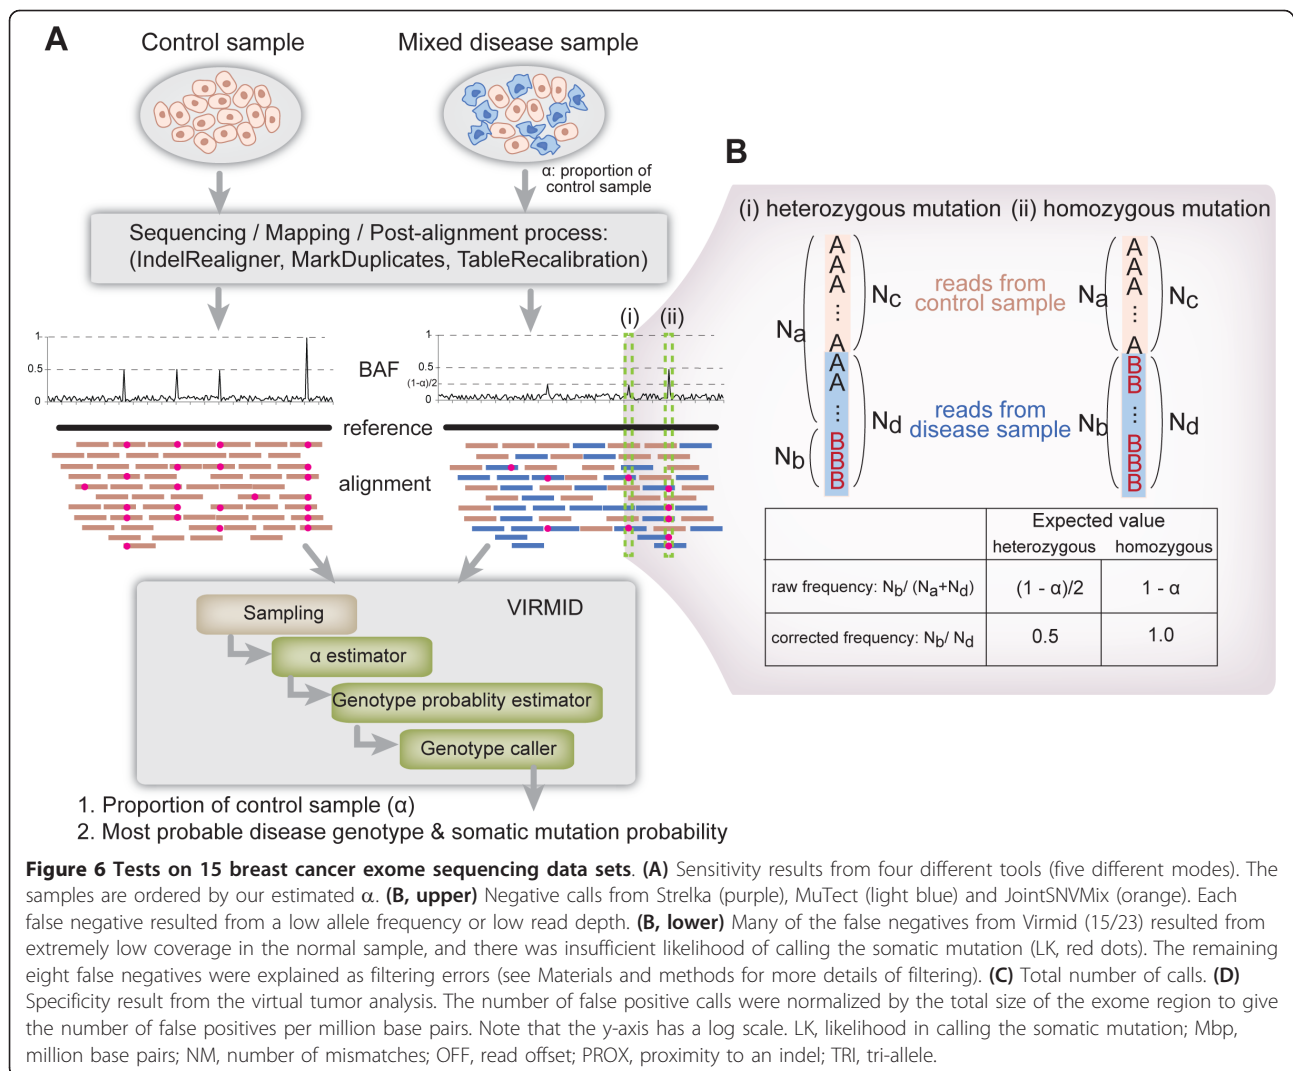 A
Control sample
Mixed disease sample
α: proportion of
control sample
Sequencing / Mapping / Post-alignment process:
(IndelRealigner, MarkDuplicates, TableRecalibration)
1
0.5
0
BAF
1
0.5
(1-α)/2
0
(i)
(ii)
reference
alignment
VIRMID
Sampling
α estimator
Genotype probablity estimator
Genotype caller
1. Proportion of control sample (α)
2. Most probable disease genotype & somatic mutation probability
B
(i) heterozygous mutation
(ii) homozygous mutation
A
A
A
⋮
A
A
A
⋮
B
B
B
Na
Nb
Nc
Nd
reads from
control sample
reads from
disease sample
A
A
A
⋮
A
B
B
⋮
B
B
B
Na
Nb
Nc
Nd
Expected value
heterozygous
homozygous
raw frequency: Nb/ (Na+Nd)
(1 - α)/2
1 - α
corrected frequency: Nb/ Nd
0.5
1.0
Figure 6 Tests on 15 breast cancer exome sequencing data sets. (A) Sensitivity results from four different tools (five different modes). The
samples are ordered by our estimated α. (B, upper) Negative calls from Strelka (purple), MuTect (light blue) and JointSNVMix (orange). Each
false negative resulted from a low allele frequency or low read depth. (B, lower) Many of the false negatives from Virmid (15/23) resulted from
extremely low coverage in the normal sample, and there was insufficient likelihood of calling the somatic mutation (LK, red dots). The remaining
eight false negatives were explained as filtering errors (see Materials and methods for more details of filtering). (C) Total number of calls. (D)
Specificity result from the virtual tumor analysis. The number of false positive calls were normalized by the total size of the exome region to give
the number of false positives per million base pairs. Note that the y-axis has a log scale. LK, likelihood in calling the somatic mutation; Mbp,
million base pairs; NM, number of mismatches; OFF, read offset; PROX, proximity to an indel; TRI, tri-allele.